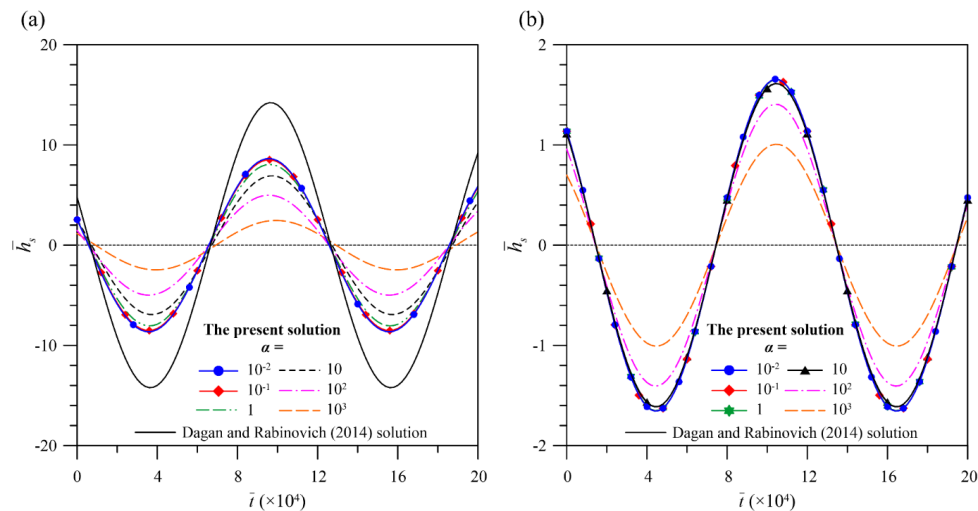 (a)
20
10
0
-10
-20
h̄ₛ
0
4
8
12
16
20
t̄ (×10⁴)
The present solution
α =
10⁻²
10
10⁻¹
10²
1
10³
Dagan and Rabinovich (2014) solution
(b)
2
1
0
-1
-2
h̄ₛ
0
4
8
12
16
20
t̄ (×10⁴)
The present solution
α =
10⁻²
10
10⁻¹
10²
1
10³
Dagan and Rabinovich (2014) solution